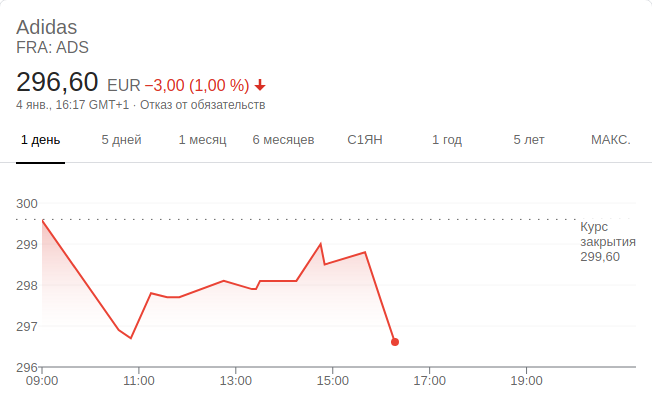 Adidas
FRA: ADS
296,60 EUR −3,00 (1,00 %)
4 янв., 16:17 GMT+1 · Отказ от обязательств
1 день 5 дней 1 месяц 6 месяцев С1ЯН 1 год 5 лет МАКС.
300
Курс
299
закрытия
299,60
298
297
296
09:00 11:00 13:00 15:00 17:00 19:00